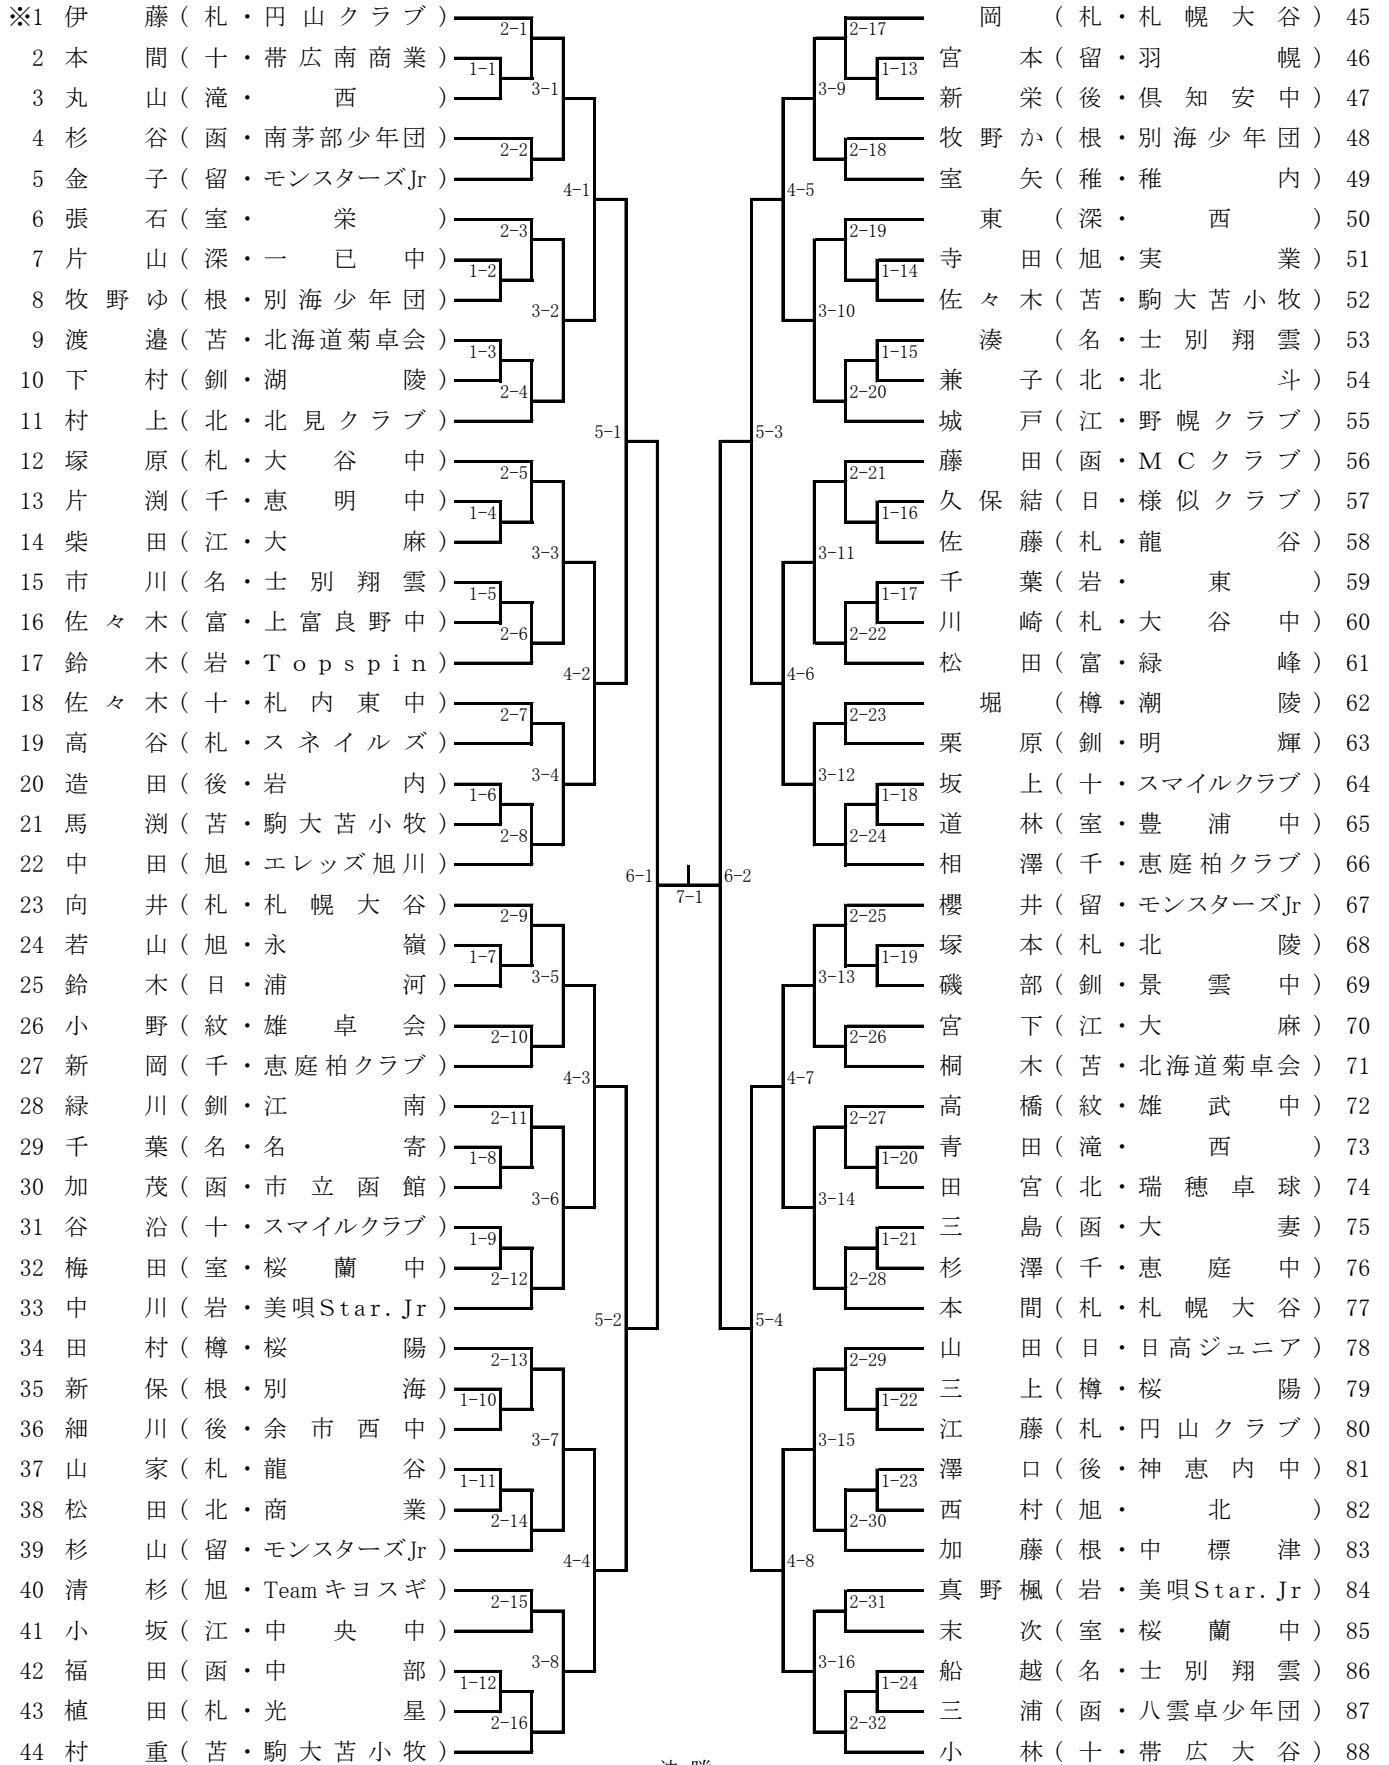 ※1 伊藤(札・円山クラブ)
2 本間(十・帯広南商業)
3 丸山(滝・西)
4 杉谷(函・南茅部少年団)
5 金子(留・モンスターズJr)
6 張石(室・栄)
7 片山(深・一已中)
8 牧野ゆ(根・別海少年団)
9 渡邉(苫・北海道菊卓会)
10 下村(釧・湖陵)
11 村上(北・北見クラブ)
12 塚原(札・大谷中)
13 片渕(千・恵明中)
14 柴田(江・大麻)
15 市川(名・士別翔雲)
16 佐々木(富・上富良野中)
17 鈴木(岩・Topspin)
18 佐々木(十・札内東中)
19 高谷(札・スネイルズ)
20 造田(後・岩内)
21 馬渕(苫・駒大苫小牧)
22 中田(旭・エレッズ旭川)
23 向井(札・札幌大谷)
24 若山(旭・永嶺)
25 鈴木(日・浦河)
26 小野(紋・雄卓会)
27 新岡(千・恵庭柏クラブ)
28 緑川(釧・江南)
29 千葉(名・名寄)
30 加茂(函・市立函館)
31 谷沿(十・スマイルクラブ)
32 梅田(室・桜蘭中)
33 中川(岩・美唄Star.Jr)
34 田村(樽・桜陽)
35 新保(根・別海)
36 細川(後・余市西中)
37 山家(札・龍谷)
38 松田(北・商業)
39 杉山(留・モンスターズJr)
40 清杉(旭・Teamキヨスギ)
41 小坂(江・中央中)
42 福田(函・中部)
43 植田(札・光星)
44 村重(苫・駒大苫小牧)
2-1
1-1
3-1
2-2
4-1
2-3
1-2
3-2
1-3
2-4
5-1
2-5
1-4
3-3
1-5
2-6
4-2
2-7
3-4
1-6
2-8
6-1
2-9
1-7
3-5
2-10
4-3
2-11
1-8
3-6
1-9
2-12
5-2
2-13
1-10
3-7
1-11
2-14
4-4
2-15
3-8
1-12
2-16
7-1
2-17
1-13
3-9
2-18
4-5
2-19
1-14
3-10
1-15
2-20
5-3
2-21
1-16
3-11
1-17
2-22
4-6
2-23
3-12
1-18
2-24
6-2
2-25
1-19
3-13
2-26
4-7
2-27
1-20
3-14
1-21
2-28
5-4
2-29
1-22
3-15
1-23
2-30
4-8
2-31
3-16
1-24
2-32
岡(札・札幌大谷) 45
宮本(留・羽幌) 46
新栄(後・倶知安中) 47
牧野か(根・別海少年団) 48
室矢(稚・稚内) 49
東(深・西) 50
寺田(旭・実業) 51
佐々木(苫・駒大苫小牧) 52
湊(名・士別翔雲) 53
兼子(北・北斗) 54
城戸(江・野幌クラブ) 55
藤田(函・MCクラブ) 56
久保結(日・様似クラブ) 57
佐藤(札・龍谷) 58
千葉(岩・東) 59
川崎(札・大谷中) 60
松田(富・緑峰) 61
堀(樽・潮陵) 62
栗原(釧・明輝) 63
坂上(十・スマイルクラブ) 64
道林(室・豊浦中) 65
相澤(千・恵庭柏クラブ) 66
櫻井(留・モンスターズJr) 67
塚本(札・北陵) 68
磯部(釧・景雲中) 69
宮下(江・大麻) 70
桐木(苫・北海道菊卓会) 71
高橋(紋・雄武中) 72
青田(滝・西) 73
田宮(北・瑞穂卓球) 74
三島(函・大妻) 75
杉澤(千・恵庭中) 76
本間(札・札幌大谷) 77
山田(日・日高ジュニア) 78
三上(樽・桜陽) 79
江藤(札・円山クラブ) 80
澤口(後・神恵内中) 81
西村(旭・北) 82
加藤(根・中標津) 83
真野楓(岩・美唄Star.Jr) 84
末次(室・桜蘭中) 85
船越(名・士別翔雲) 86
三浦(函・八雲卓少年団) 87
小林(十・帯広大谷) 88